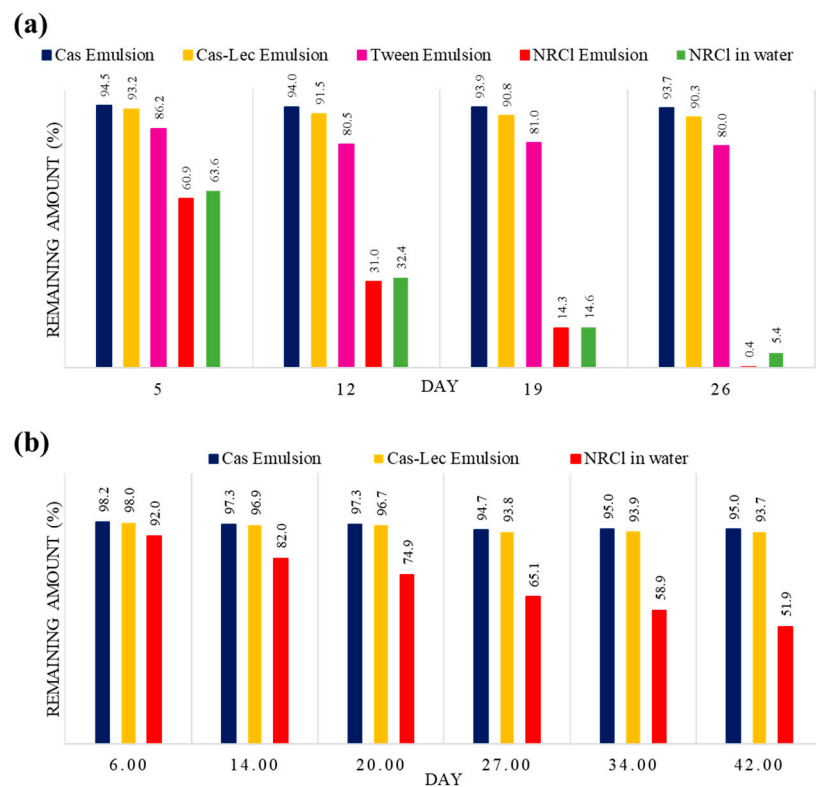 (a)
Cas Emulsion Cas-Lec Emulsion Tween Emulsion NRCl Emulsion NRCl in water
REMAINING AMOUNT (%)
94.5 93.2 86.2 60.9 63.6 94.0 91.5 80.5 31.0 32.4 93.9 90.8 81.0 14.3 14.6 93.7 90.3 80.0 0.4 5.4
5 12 19 26
DAY
(b)
Cas Emulsion Cas-Lec Emulsion NRCl in water
REMAINING AMOUNT (%)
98.2 98.0 92.0 97.3 96.9 82.0 97.3 96.7 74.9 94.7 93.8 65.1 95.0 93.9 58.9 95.0 93.7 51.9
6.00 14.00 20.00 27.00 34.00 42.00
DAY